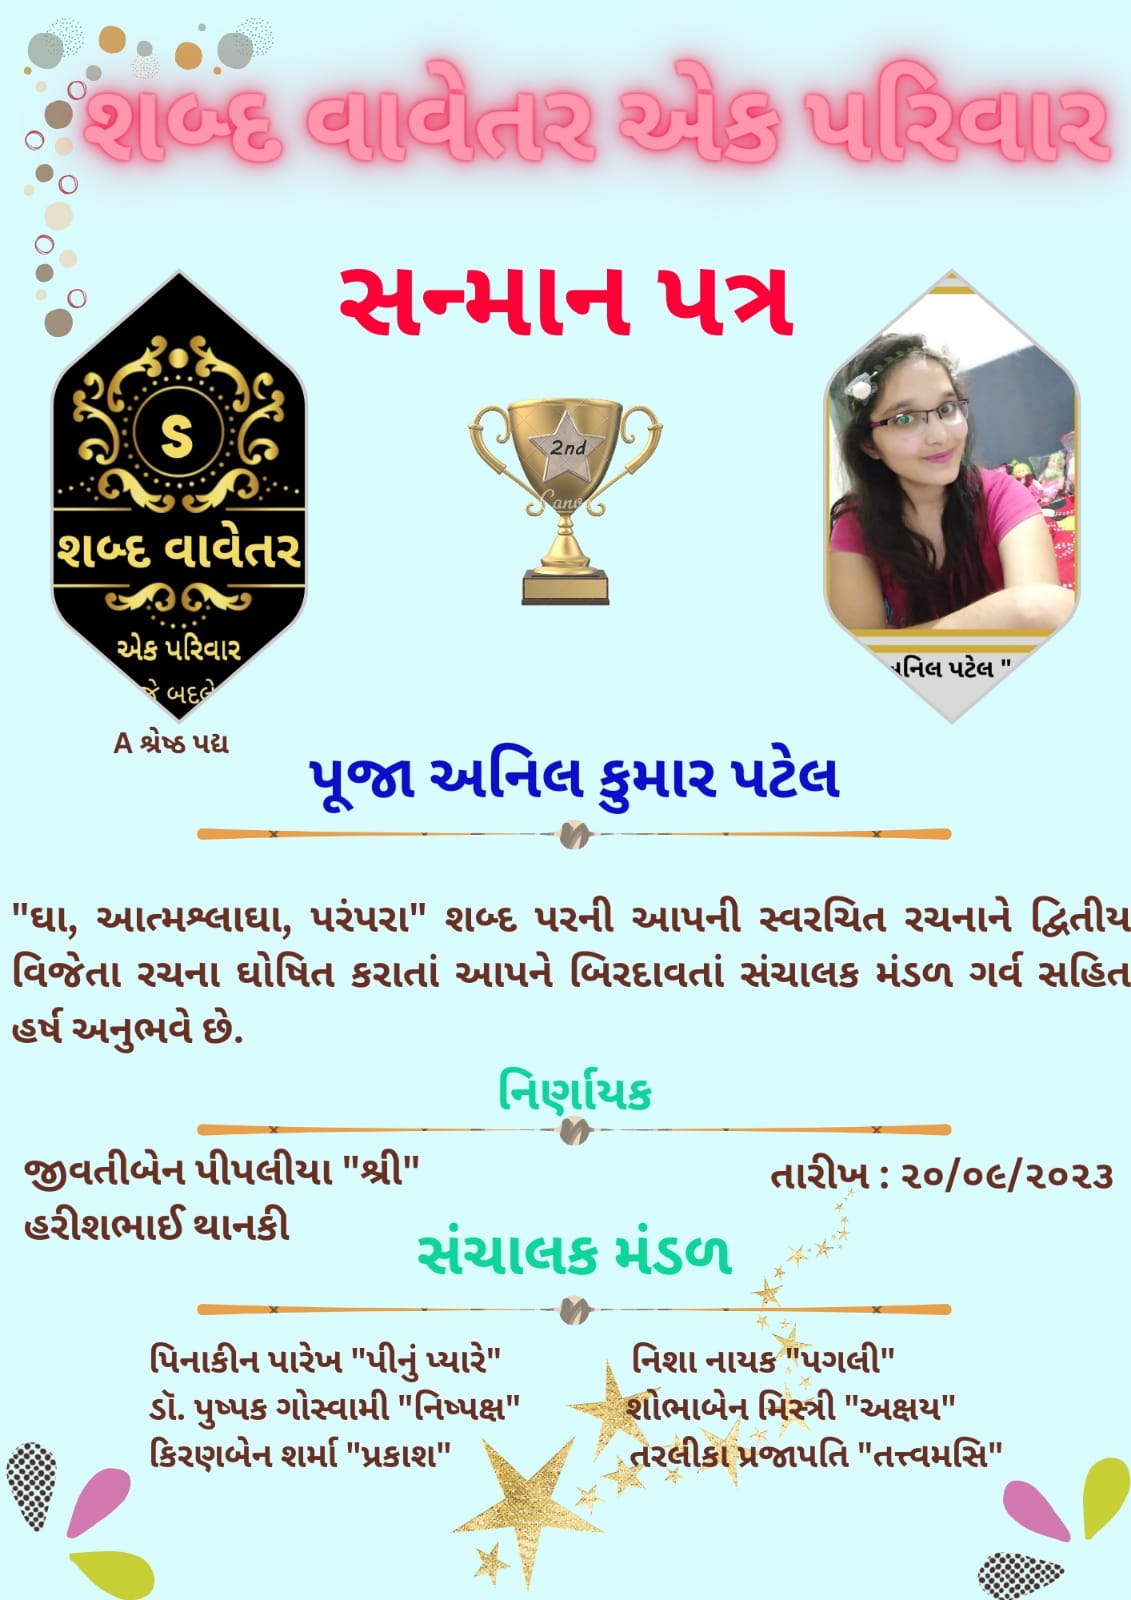 શબ્દ વાવેતર એક પરિવાર
સન્માન પત્ર
S
શબ્દ વાવેતર
એક પરિવાર
2nd
Canva
પટેલ "
A શ્રેષ્ઠ પદ્ય
પૂજા અનિલ કુમાર પટેલ
"ઘા, આત્મશ્લાઘા, પરંપરા" શબ્દ પરની આપની સ્વરચિત રચનાને દ્વિતીય
વિજેતા રચના ઘોષિત કરાતાં આપને બિરદાવતાં સંચાલક મંડળ ગર્વ સહિત
હર્ષ અનુભવે છે.
નિર્ણાયક
જીવતીબેન પીપલીયા "શ્રી"
હરીશભાઈ થાનકી
તારીખ : ૨૦/૦૯/૨૦૨૩
સંચાલક મંડળ
પિનાકીન પારેખ "પીનું પ્યારે"
ડૉ. પુષ્પક ગોસ્વામી "નિષ્પક્ષ"
કિરણબેન શર્મા "પ્રકાશ"
નિશા નાયક "પગલી"
શોભાબેન મિસ્ત્રી "અક્ષય"
તરલીકા પ્રજાપતિ "તત્ત્વમસિ"